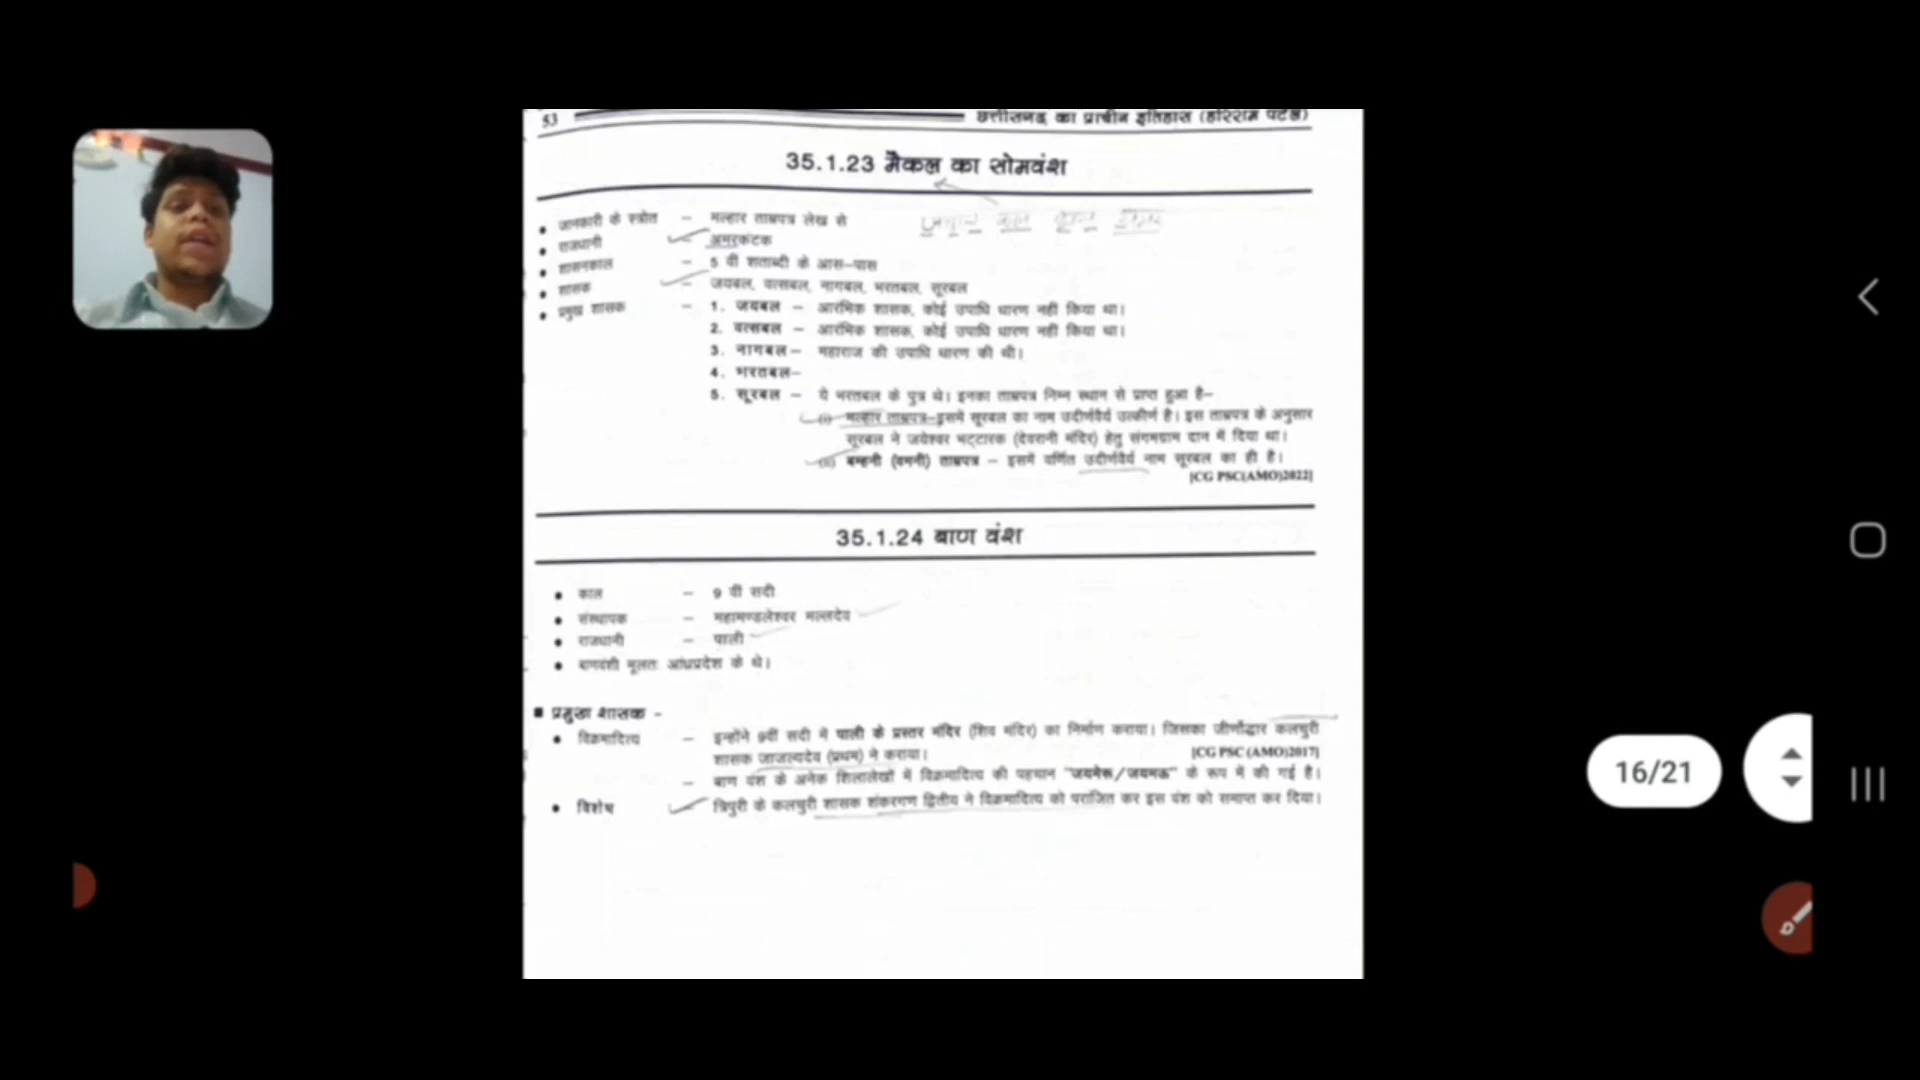 53 छत्तीसगढ़ का प्राचीन इतिहास (हरिराम पटेल)
35.1.23 मैकल का सोमवंश
• जानकारी के स्त्रोत – मल्हार ताम्रपत्र लेख से
• राजधानी – अमरकंटक
• शासनकाल – 5 वी शताब्दी के आस-पास
• शासक – जयबल, वत्सबल, नागबल, भरतबल, सूरबल
• प्रमुख शासक – 1. जयबल – आरंभिक शासक, कोई उपाधि धारण नहीं किया था।
2. वत्सबल – आरंभिक शासक, कोई उपाधि धारण नहीं किया था।
3. नागबल– महाराज की उपाधि धारण की थी।
4. भरतबल–
5. सूरबल – ये भरतबल के पुत्र थे। इनका ताम्रपत्र निम्न स्थान से प्राप्त हुआ है–
(i) मल्हार ताम्रपत्र–इसमें सूरबल का नाम उदीर्णवैर्य उत्कीर्ण है। इस ताम्रपत्र के अनुसार
सूरबल ने जयेश्वर भट्टारक (देवरानी मंदिर) हेतु संगमग्राम दान में दिया था।
(ii) बम्हनी (वमनी) ताम्रपत्र – इसमें वर्णित उदीर्णवैर्य नाम सूरबल का ही है।
[CG PSC(AMO)2022]
35.1.24 बाण वंश
• काल – 9 वीं सदी
• संस्थापक – महामण्डलेश्वर मल्लदेव
• राजधानी – पाली
• बाणवंशी मूलतः आंध्रप्रदेश के थे।
■ प्रमुख शासक -
• विक्रमादित्य – इन्होंने 9वीं सदी में पाली के प्रस्तर मंदिर (शिव मंदिर) का निर्माण कराया। जिसका जीर्णोद्धार कलचुरी
शासक जाजल्यदेव (प्रथम) ने कराया। [CG PSC (AMO)2017]
– बाण वंश के अनेक शिलालेखों में विक्रमादित्य की पहचान "जयमेरू/जयमऊ" के रूप में की गई है।
• विशेष – त्रिपुरी के कलचुरी शासक शंकरगण द्वितीय ने विक्रमादित्य को पराजित कर इस वंश को समाप्त कर दिया।
16/21